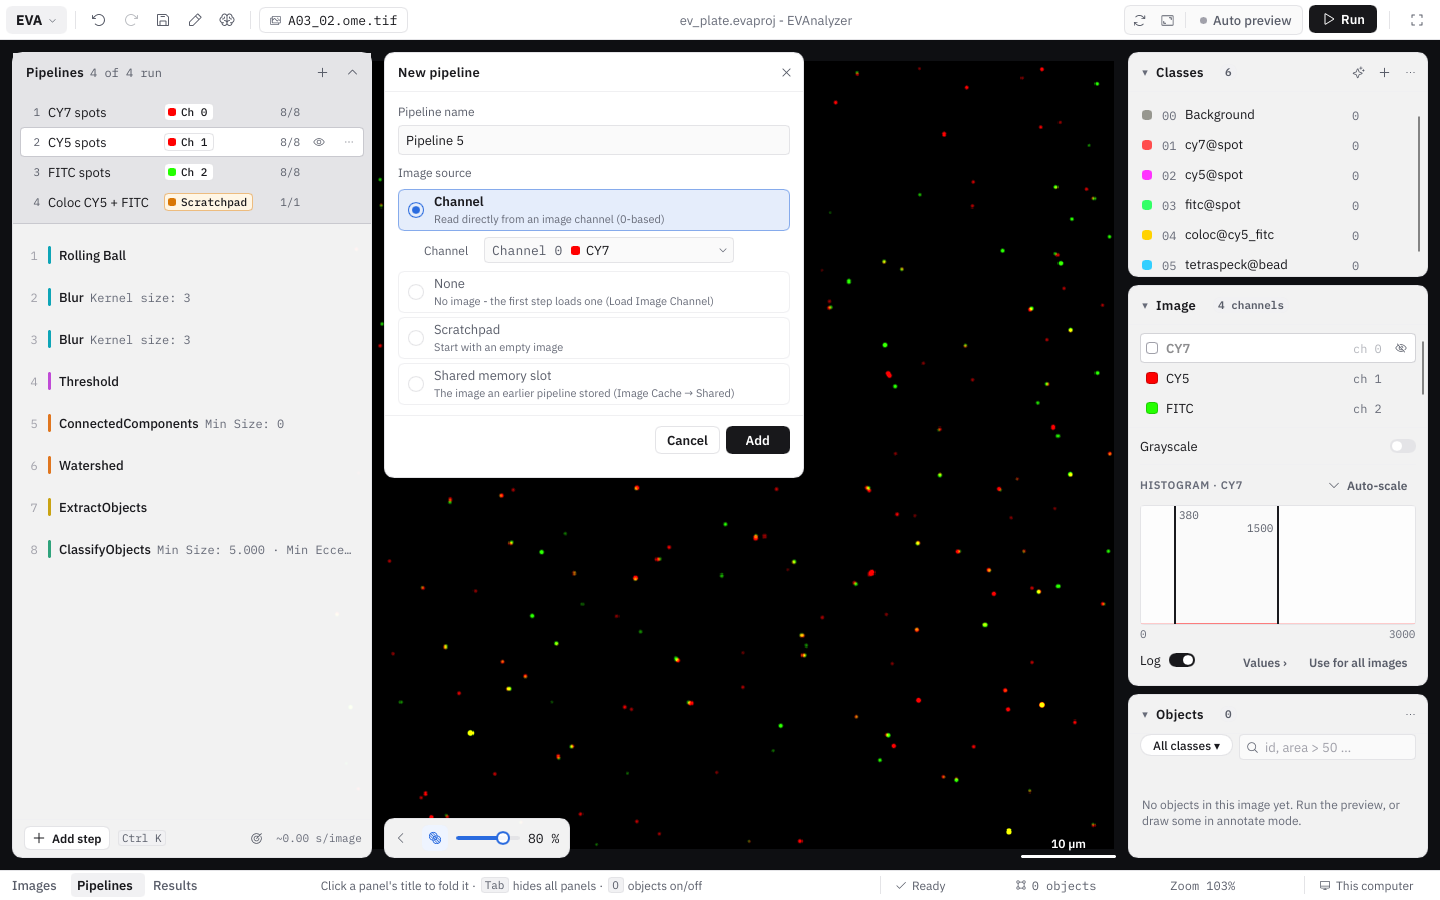 EVA
A03_02.ome.tif
ev_plate.evaproj - EVAnalyzer
Auto preview
Run
Pipelines 4 of 4 run
1 CY7 spots Ch 0 8/8
2 CY5 spots Ch 1 8/8 ...
3 FITC spots Ch 2 8/8
4 Coloc CY5 + FITC Scratchpad 1/1
1 Rolling Ball
2 Blur Kernel size: 3
3 Blur Kernel size: 3
4 Threshold
5 ConnectedComponents Min Size: 0
6 Watershed
7 ExtractObjects
8 ClassifyObjects Min Size: 5.000 · Min Ecce…
Add step Ctrl K ~0.00 s/image
New pipeline
Pipeline name
Pipeline 5
Image source
Channel
Read directly from an image channel (0-based)
Channel Channel 0 CY7
None
No image - the first step loads one (Load Image Channel)
Scratchpad
Start with an empty image
Shared memory slot
The image an earlier pipeline stored (Image Cache → Shared)
Cancel Add
80 %
10 µm
Classes 6 ...
00 Background 0
01 cy7@spot 0
02 cy5@spot 0
03 fitc@spot 0
04 coloc@cy5_fitc 0
05 tetraspeck@bead 0
Image 4 channels
CY7 ch 0
CY5 ch 1
FITC ch 2
Grayscale
HISTOGRAM · CY7 Auto-scale
380
1500
0 3000
Log Values › Use for all images
Objects 0 ...
All classes ▾ id, area > 50 ...
No objects in this image yet. Run the preview, or
draw some in annotate mode.
Images Pipelines Results
Click a panel's title to fold it · Tab hides all panels · O objects on/off
Ready
0 objects
Zoom 103%
This computer